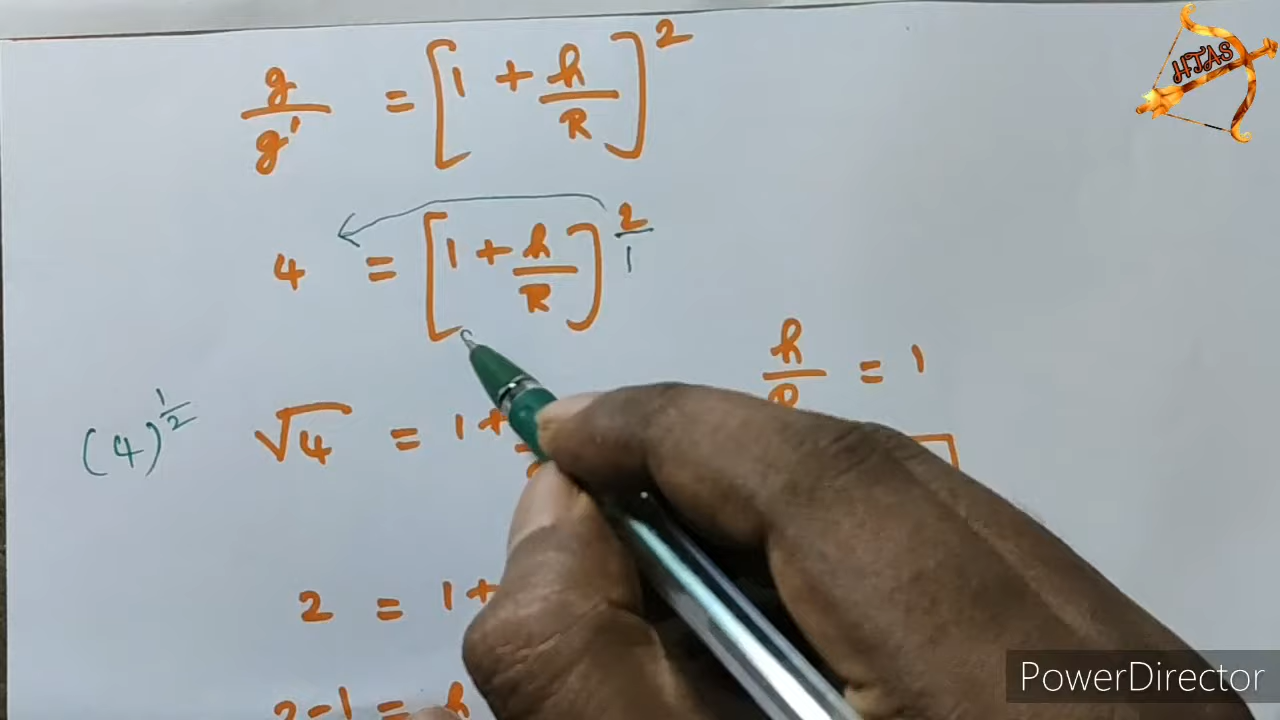 HTAS
g/g' = [1 + h/R]^2
4 = [1 + h/R]^2/1
(4)^1/2 √4 = 1 +
h/R = 1
2 = 1 +
2 - 1 = h
PowerDirector